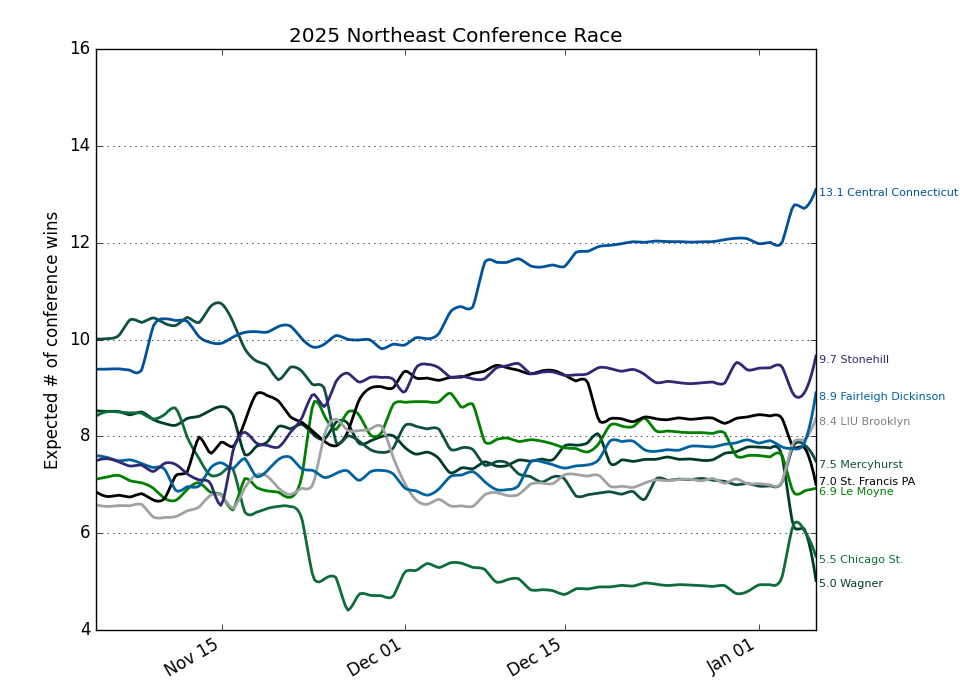 2025 Northeast Conference Race
Expected # of conference wins
16
14
12
10
8
6
4
Nov 15
Dec 01
Dec 15
Jan 01
13.1 Central Connecticut
9.7 Stonehill
8.9 Fairleigh Dickinson
8.4 LIU Brooklyn
7.5 Mercyhurst
7.0 St. Francis PA
6.9 Le Moyne
5.5 Chicago St.
5.0 Wagner